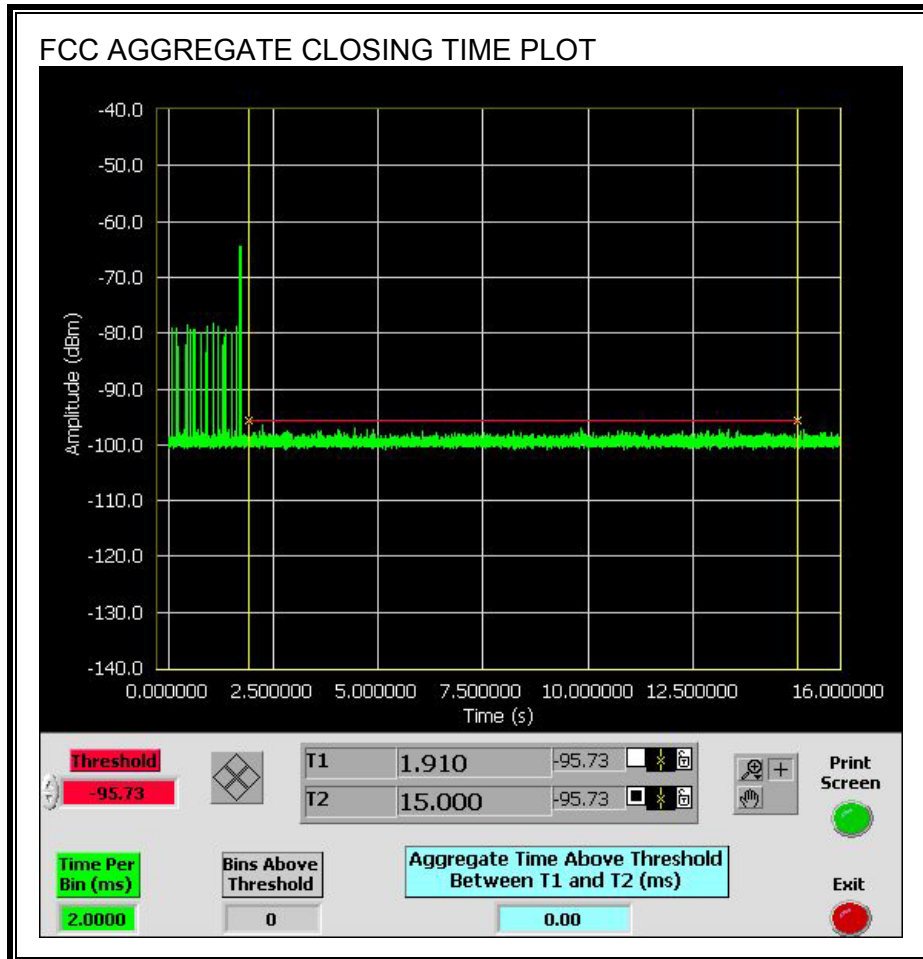 FCC AGGREGATE CLOSING TIME PLOT
-40.0
-50.0
-60.0
-70.0
-80.0
-90.0
-100.0
-110.0
-120.0
-130.0
-140.0
Amplitude (dBm)
0.000000 2.500000 5.000000 7.500000 10.000000 12.500000 16.000000
Time (s)
Threshold
-95.73
T1 1.910 -95.73
T2 15.000 -95.73
Print
Screen
Time Per
Bin (ms)
2.0000
Bins Above
Threshold
0
Aggregate Time Above Threshold
Between T1 and T2 (ms)
0.00
Exit